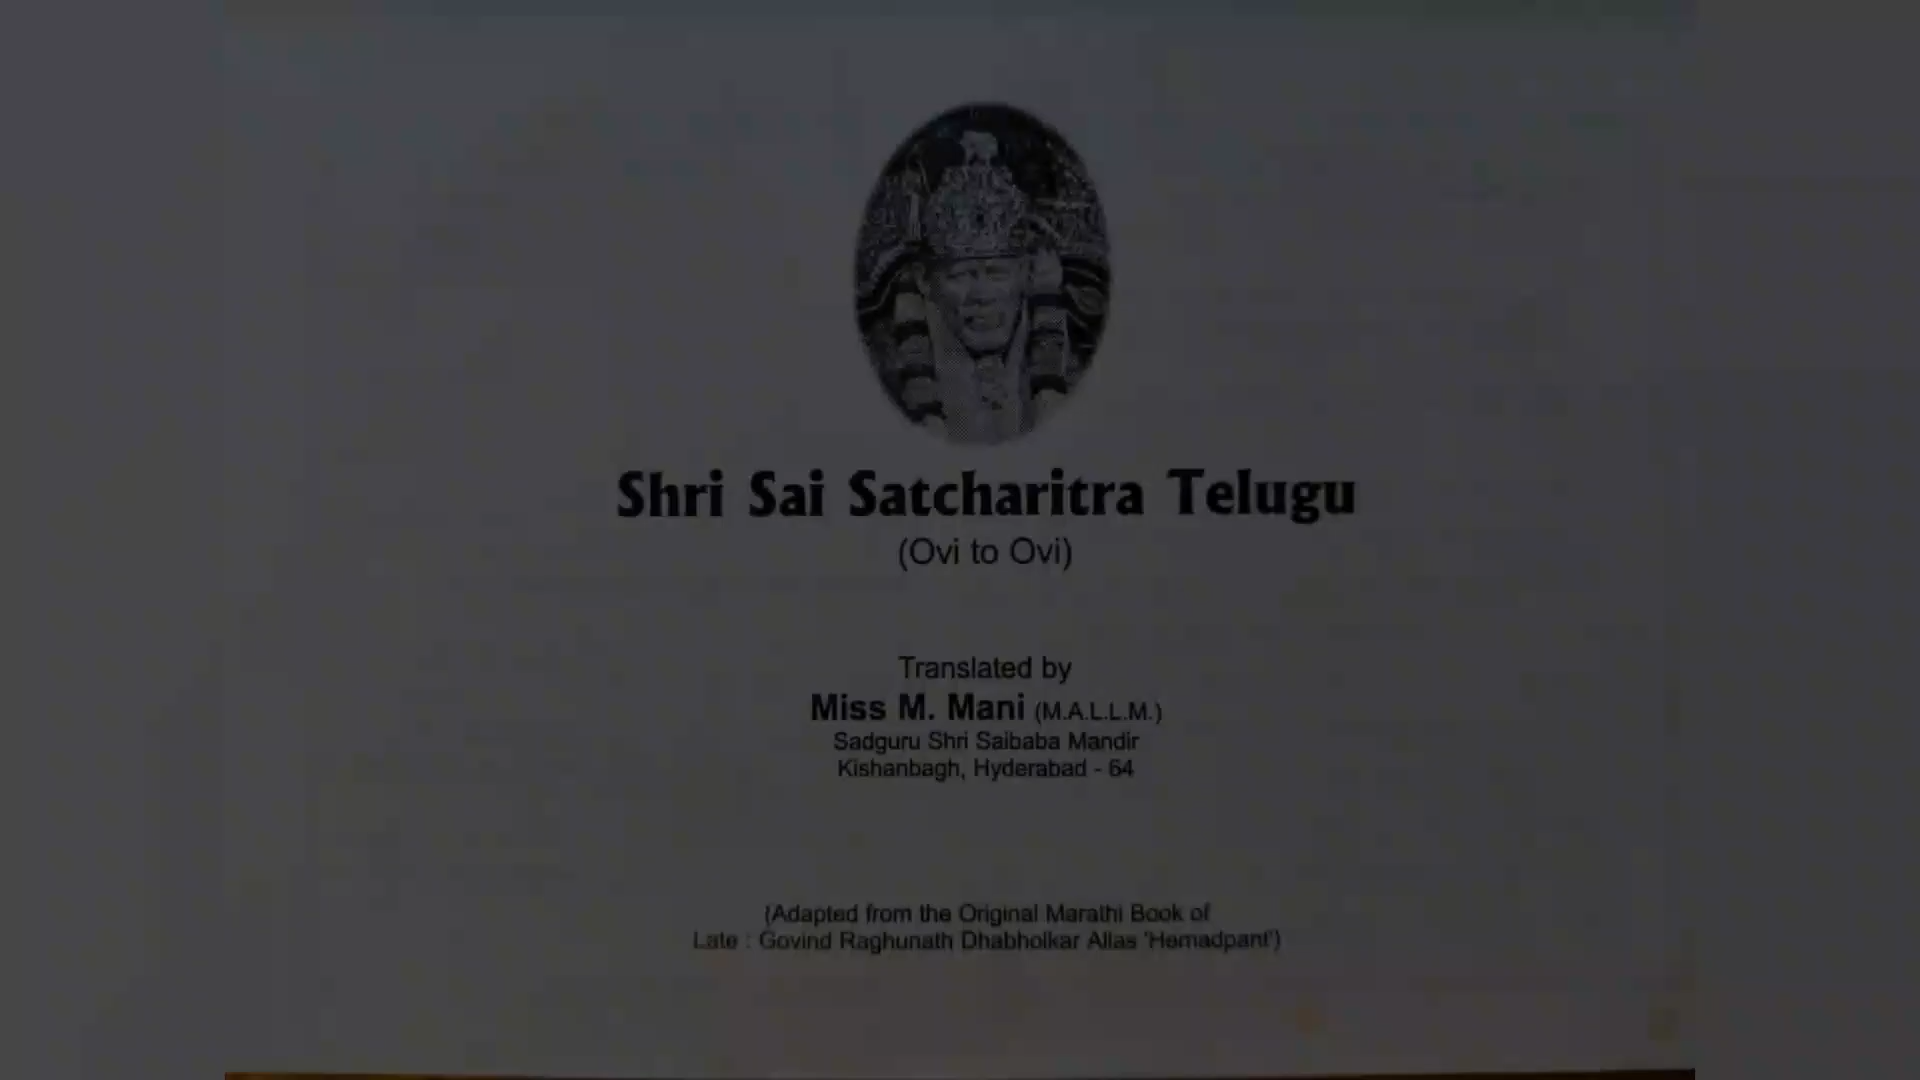 Shri Sai Satcharitra Telugu
(Ovi to Ovi)
Translated by
Miss M. Mani (M.A.L.L.M.)
Sadguru Shri Saibaba Mandir
Kishanbagh, Hyderabad - 64
(Adapted from the Original Marathi Book of
Late : Govind Raghunath Dhabholkar Alias 'Hemadpant')